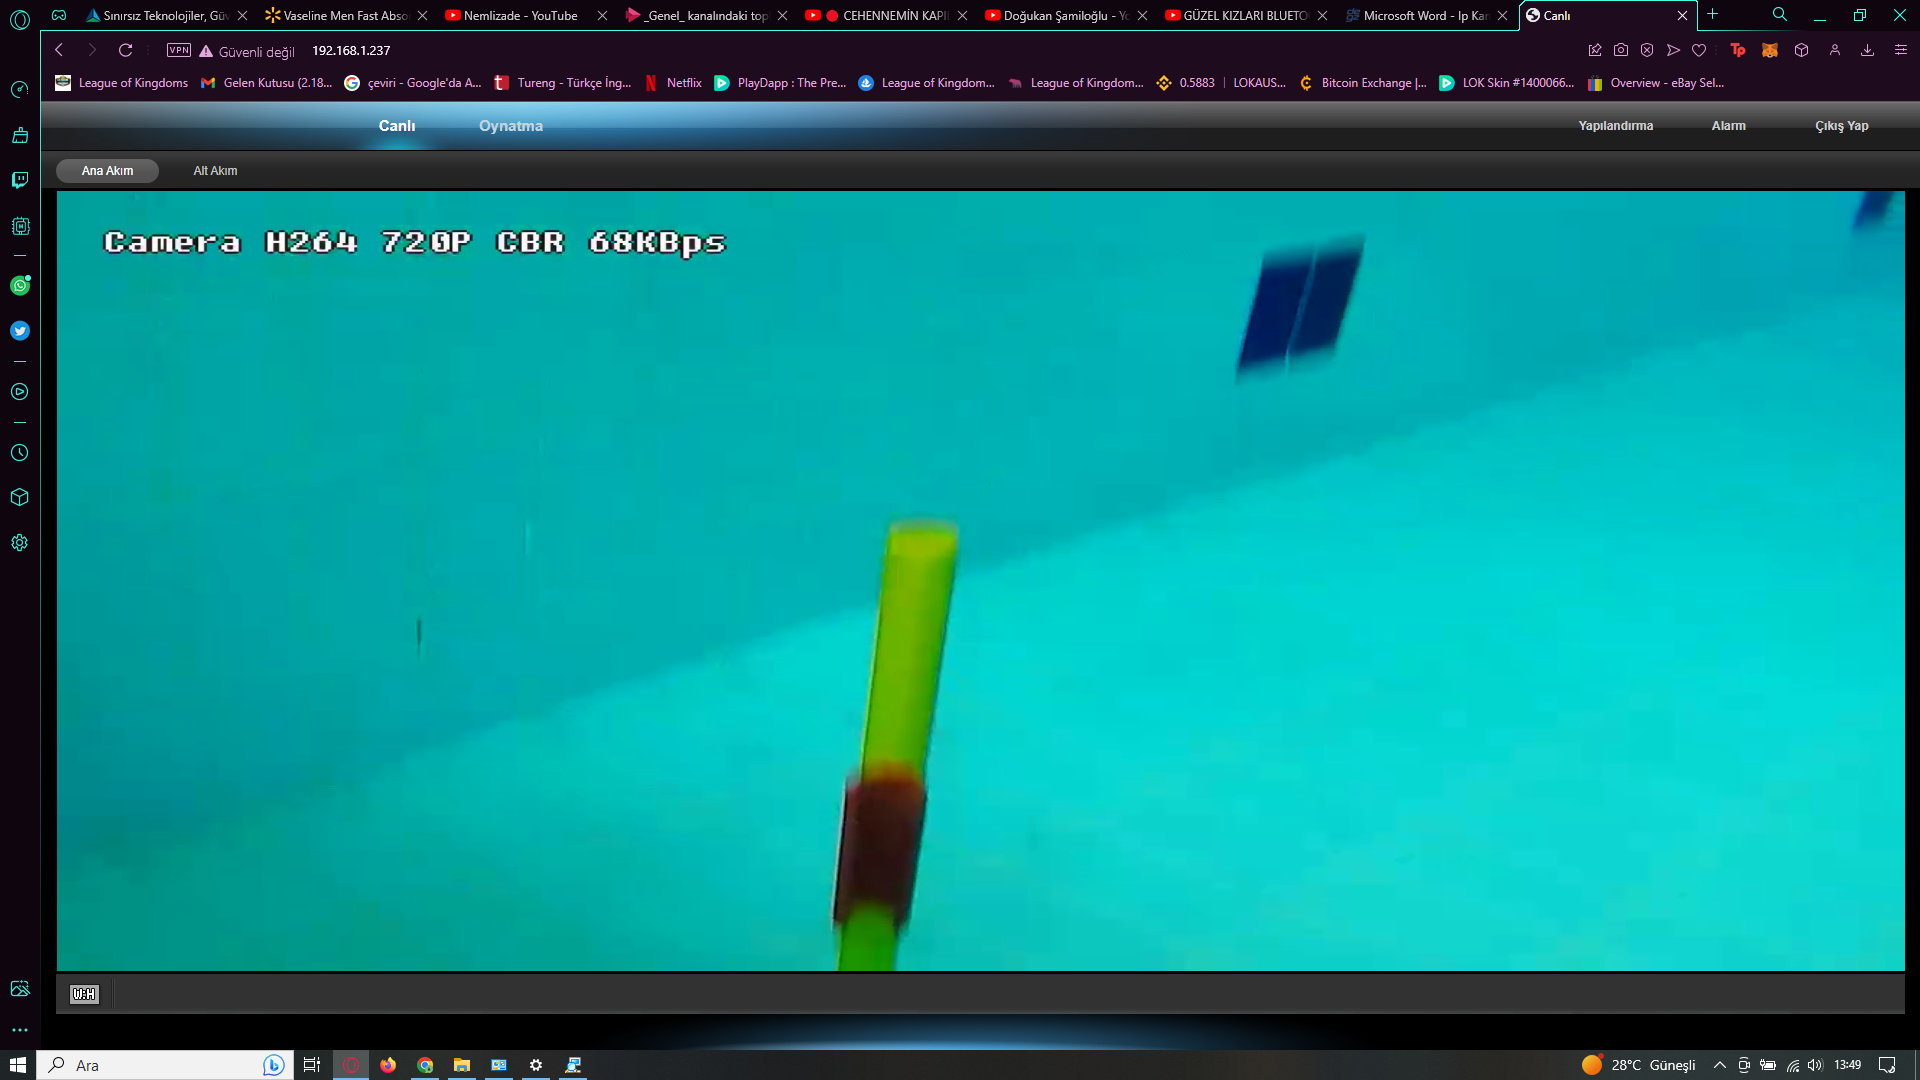 Sınırsız Teknolojiler, Gü
Vaseline Men Fast Abso
Nemlizade - YouTube
_Genel_ kanalındaki top
CEHENNEMİN KAPI
Doğukan Şamiloğlu - Yo
GÜZEL KIZLARI BLUETO
Microsoft Word - Ip Ka
Canlı
VPN
Güvenli değil
192.168.1.237
League of Kingdoms
Gelen Kutusu (2.18...
çeviri - Google'da A...
Tureng - Türkçe İng...
Netflix
PlayDapp : The Pre...
League of Kingdom...
League of Kingdom...
0.5883 | LOKAUS...
Bitcoin Exchange |...
LOK Skin #1400066...
Overview - eBay Sel...
Canlı
Oynatma
Yapılandırma
Alarm
Çıkış Yap
Ana Akım
Alt Akım
Camera H264 720P CBR 68KBps
W:H
Ara
28°C Güneşli
13:49